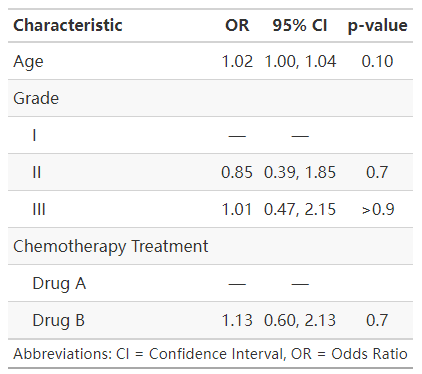 Characteristic OR 95% CI p-value
Age 1.02 1.00, 1.04 0.10
Grade
I — —
II 0.85 0.39, 1.85 0.7
III 1.01 0.47, 2.15 >0.9
Chemotherapy Treatment
Drug A — —
Drug B 1.13 0.60, 2.13 0.7
Abbreviations: CI = Confidence Interval, OR = Odds Ratio